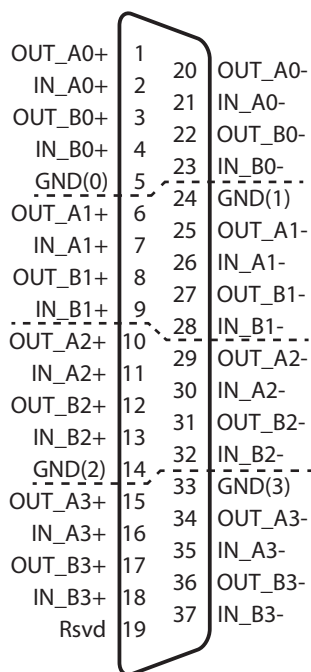 OUT_A0+ 1
IN_A0+ 2
OUT_B0+ 3
IN_B0+ 4
GND(0) 5
OUT_A1+ 6
IN_A1+ 7
OUT_B1+ 8
IN_B1+ 9
OUT_A2+ 10
IN_A2+ 11
OUT_B2+ 12
IN_B2+ 13
GND(2) 14
OUT_A3+ 15
IN_A3+ 16
OUT_B3+ 17
IN_B3+ 18
Rsvd 19
20 OUT_A0-
21 IN_A0-
22 OUT_B0-
23 IN_B0-
24 GND(1)
25 OUT_A1-
26 IN_A1-
27 OUT_B1-
28 IN_B1-
29 OUT_A2-
30 IN_A2-
31 OUT_B2-
32 IN_B2-
33 GND(3)
34 OUT_A3-
35 IN_A3-
36 OUT_B3-
37 IN_B3-